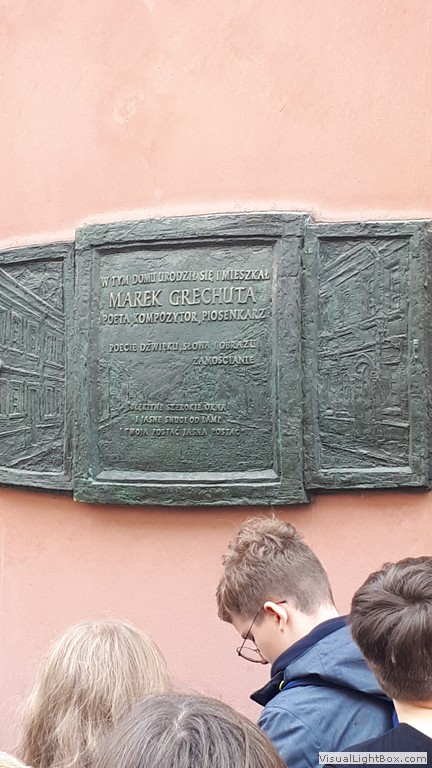 W TYM DOMU URODZIŁ SIĘ I MIESZKAŁ
MAREK GRECHUTA
POETA, KOMPOZYTOR, PIOSENKARZ
POECIE DŹWIĘKU, SŁOWA I OBRAZU
ZAMOŚCIANIE
BŁĘKITNE SZEROKIE OKNA
I JASNE SMUGI OD LAMP
I TWOJA POSTAĆ JASNA POSTAĆ
VisualLightBox.com